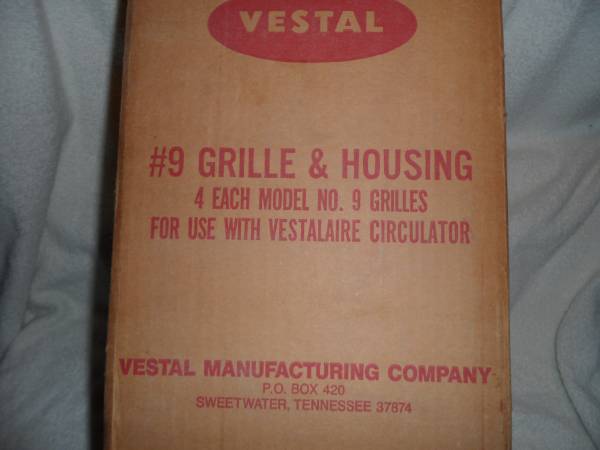 VESTAL
#9 GRILLE & HOUSING
4 EACH MODEL NO. 9 GRILLES
FOR USE WITH VESTALAIRE CIRCULATOR
VESTAL MANUFACTURING COMPANY
P.O. BOX 420
SWEETWATER, TENNESSEE 37874